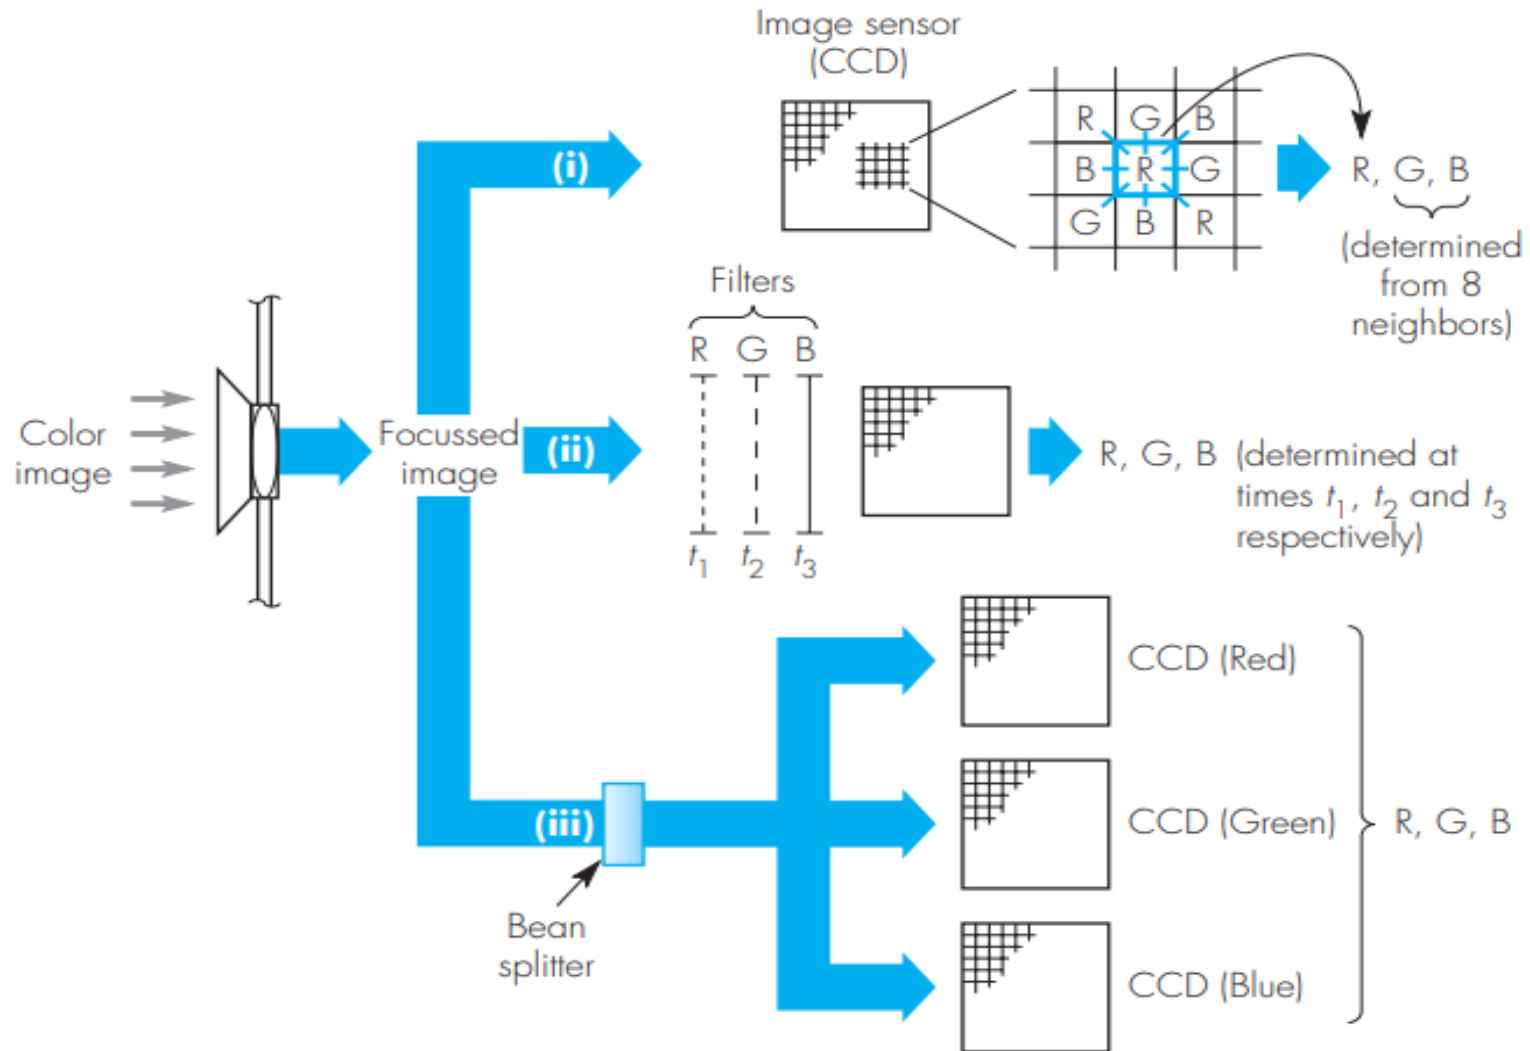 Image sensor
(CCD)
R G B
B R G
G B R
(i)
R, G, B
(determined
from 8
neighbors)
Filters
R G B
t1 t2 t3
Color
image
Focussed
image
(ii)
R, G, B (determined at
times t1, t2 and t3
respectively)
CCD (Red)
CCD (Green)
CCD (Blue)
R, G, B
(iii)
Bean
splitter